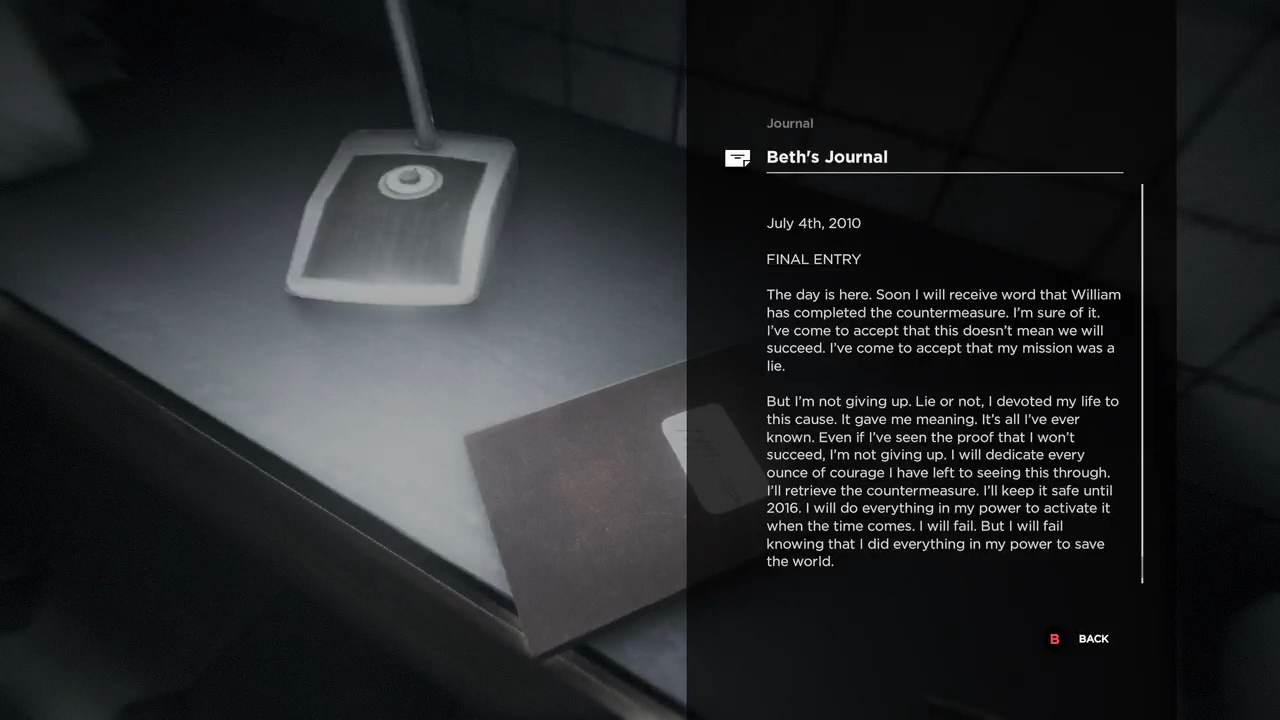 Journal
Beth's Journal
July 4th, 2010
FINAL ENTRY
The day is here. Soon I will receive word that William
has completed the countermeasure. I'm sure of it.
I've come to accept that this doesn't mean we will
succeed. I've come to accept that my mission was a
lie.
But I'm not giving up. Lie or not, I devoted my life to
this cause. It gave me meaning. It's all I've ever
known. Even if I've seen the proof that I won't
succeed, I'm not giving up. I will dedicate every
ounce of courage I have left to seeing this through.
I'll retrieve the countermeasure. I'll keep it safe until
2016. I will do everything in my power to activate it
when the time comes. I will fail. But I will fail
knowing that I did everything in my power to save
the world.
B BACK